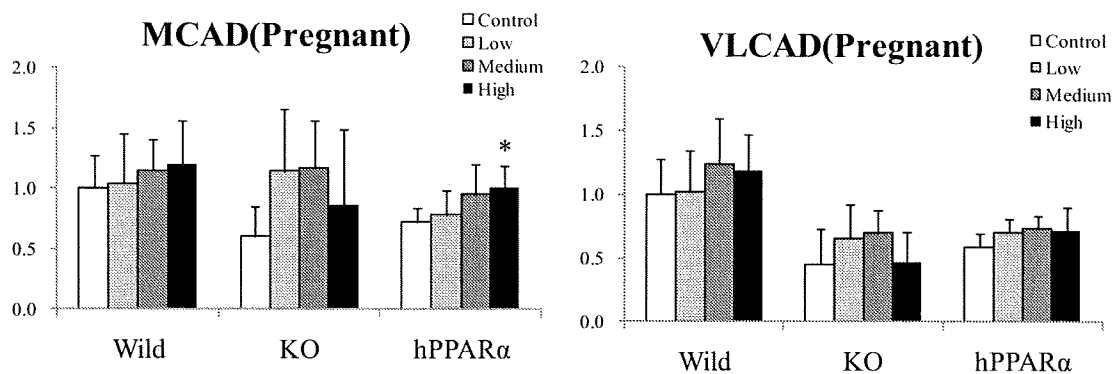 MCAD(Pregnant)
Control
Low
Medium
High
2.0
1.5
1.0
0.5
0.0
*
Wild KO hPPARα
VLCAD(Pregnant)
Control
Low
Medium
High
2.0
1.5
1.0
0.5
0.0
Wild KO hPPARα